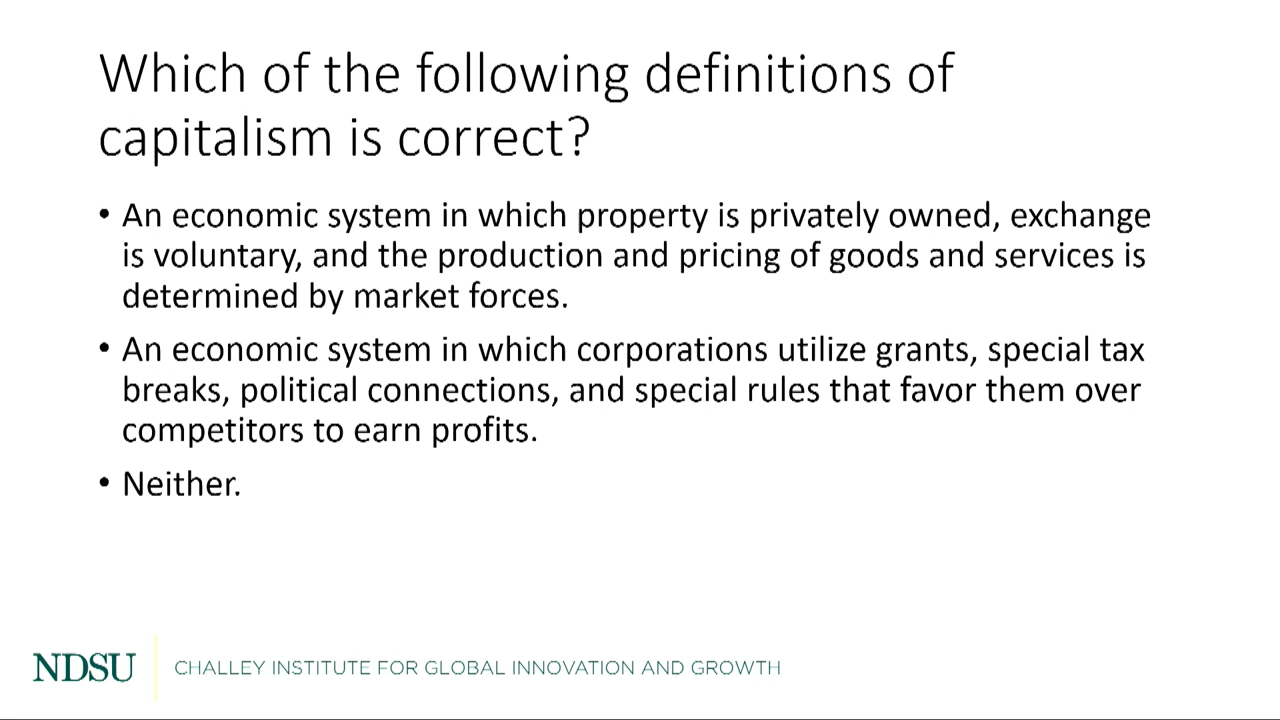 Which of the following definitions of
capitalism is correct?
• An economic system in which property is privately owned, exchange
is voluntary, and the production and pricing of goods and services is
determined by market forces.
• An economic system in which corporations utilize grants, special tax
breaks, political connections, and special rules that favor them over
competitors to earn profits.
• Neither.
NDSU CHALLEY INSTITUTE FOR GLOBAL INNOVATION AND GROWTH